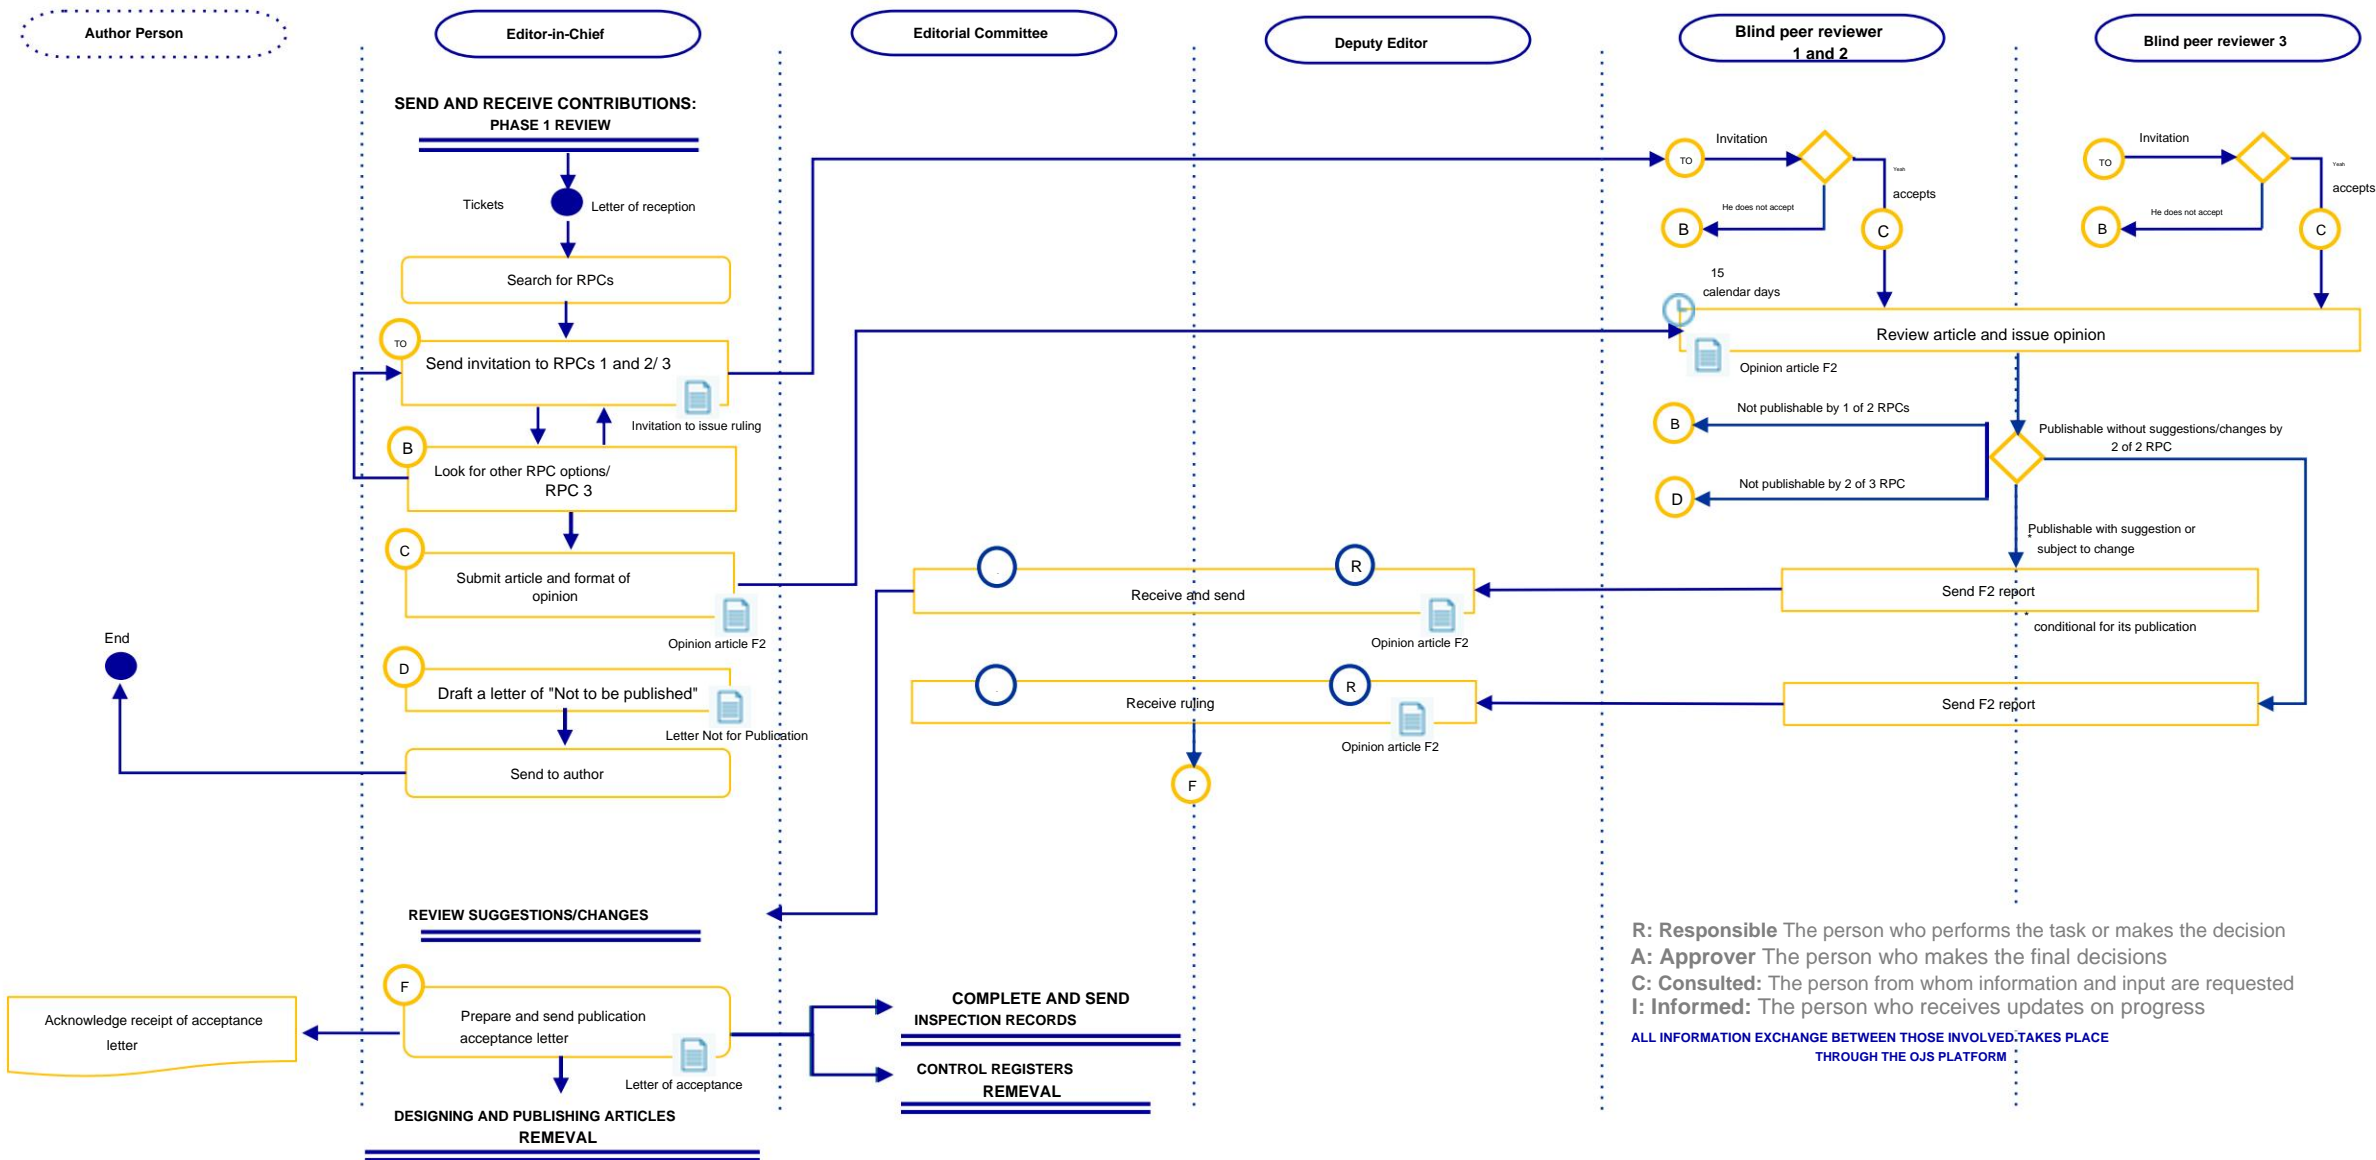 Author Person
Editor-in-Chief
Editorial Committee
Deputy Editor
Blind peer reviewer
1 and 2
Blind peer reviewer 3
SEND AND RECEIVE CONTRIBUTIONS:
PHASE 1 REVIEW
Tickets
Letter of reception
Search for RPCs
TO
Send invitation to RPCs 1 and 2/ 3
Invitation to issue ruling
B
Look for other RPC options/
RPC 3
C
Submit article and format of
opinion
Opinion article F2
D
Draft a letter of "Not to be published"
Letter Not for Publication
Send to author
End
TO
Invitation
Yeah
accepts
He does not accept
B
C
TO
Invitation
Yeah
accepts
He does not accept
B
C
15
calendar days
Review article and issue opinion
Opinion article F2
Not publishable by 1 of 2 RPCs
B
Publishable without suggestions/changes by
2 of 2 RPC
Not publishable by 2 of 3 RPC
D
Publishable with suggestion or
* subject to change
R
Receive and send
Opinion article F2
Send F2 report
*
conditional for its publication
R
Receive ruling
Opinion article F2
Send F2 report
F
REVIEW SUGGESTIONS/CHANGES
F
Prepare and send publication
acceptance letter
Letter of acceptance
Acknowledge receipt of acceptance
letter
COMPLETE AND SEND
INSPECTION RECORDS
CONTROL REGISTERS
REMEVAL
DESIGNING AND PUBLISHING ARTICLES
REMEVAL
R: Responsible The person who performs the task or makes the decision
A: Approver The person who makes the final decisions
C: Consulted: The person from whom information and input are requested
I: Informed: The person who receives updates on progress
ALL INFORMATION EXCHANGE BETWEEN THOSE INVOLVED TAKES PLACE
THROUGH THE OJS PLATFORM